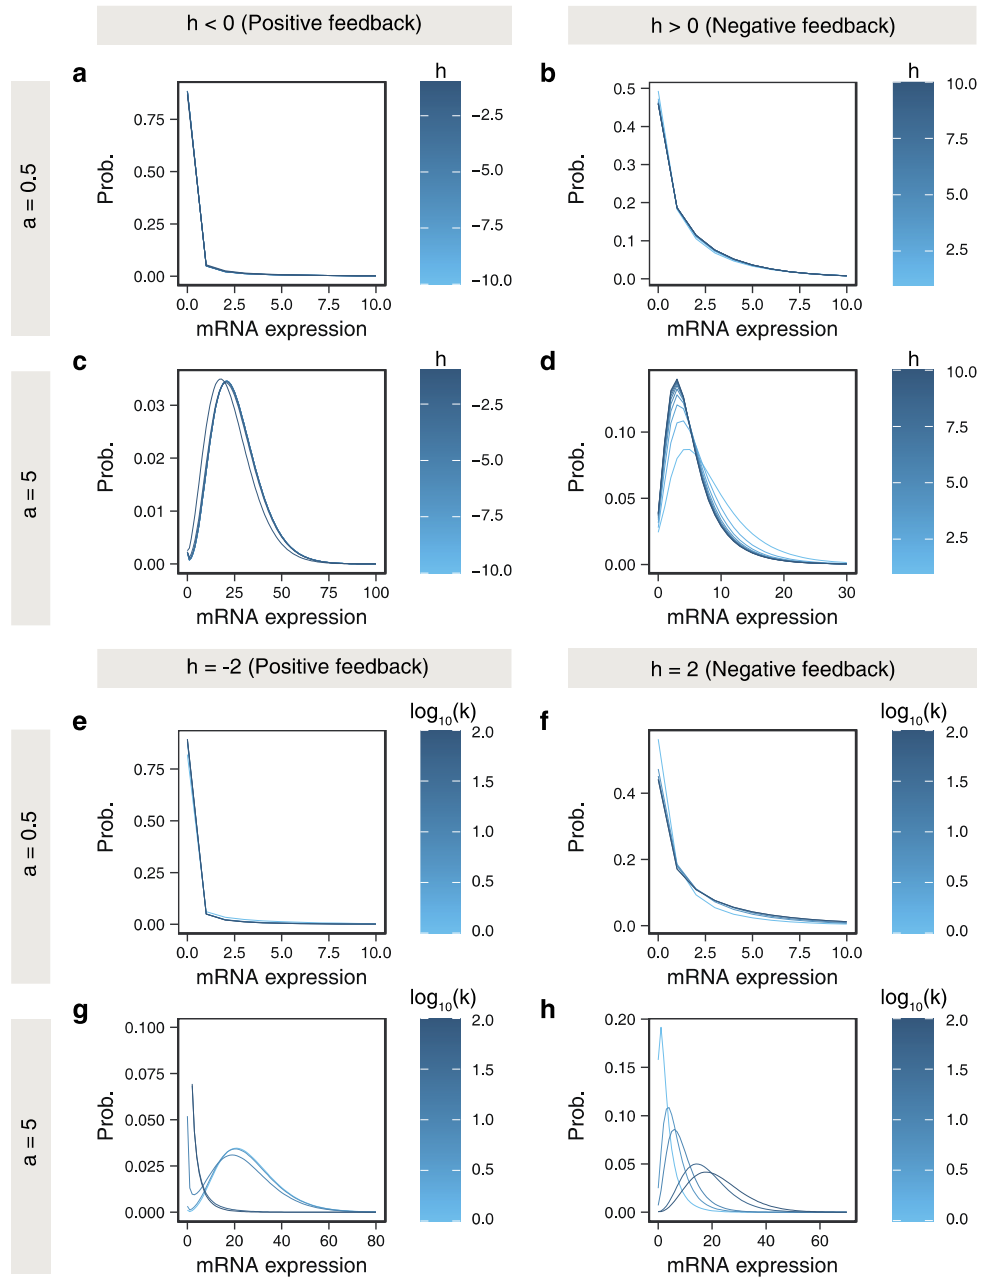 h < 0 (Positive feedback)
h > 0 (Negative feedback)
a = 0.5
a
h
Prob.
0.75
0.50
0.25
0.00
0.0 2.5 5.0 7.5 10.0
mRNA expression
−2.5
−5.0
−7.5
−10.0
b
h
Prob.
0.5
0.4
0.3
0.2
0.1
0.0
0.0 2.5 5.0 7.5 10.0
mRNA expression
10.0
7.5
5.0
2.5
a = 5
c
h
Prob.
0.03
0.02
0.01
0.00
0 25 50 75 100
mRNA expression
−2.5
−5.0
−7.5
−10.0
d
h
Prob.
0.10
0.05
0.00
0 10 20 30
mRNA expression
10.0
7.5
5.0
2.5
h = -2 (Positive feedback)
h = 2 (Negative feedback)
a = 0.5
e
log10(k)
Prob.
0.75
0.50
0.25
0.00
0.0 2.5 5.0 7.5 10.0
mRNA expression
2.0
1.5
1.0
0.5
0.0
f
log10(k)
Prob.
0.4
0.2
0.0
0.0 2.5 5.0 7.5 10.0
mRNA expression
2.0
1.5
1.0
0.5
0.0
a = 5
g
log10(k)
Prob.
0.100
0.075
0.050
0.025
0.000
0 20 40 60 80
mRNA expression
2.0
1.5
1.0
0.5
0.0
h
log10(k)
Prob.
0.20
0.15
0.10
0.05
0.00
0 20 40 60
mRNA expression
2.0
1.5
1.0
0.5
0.0